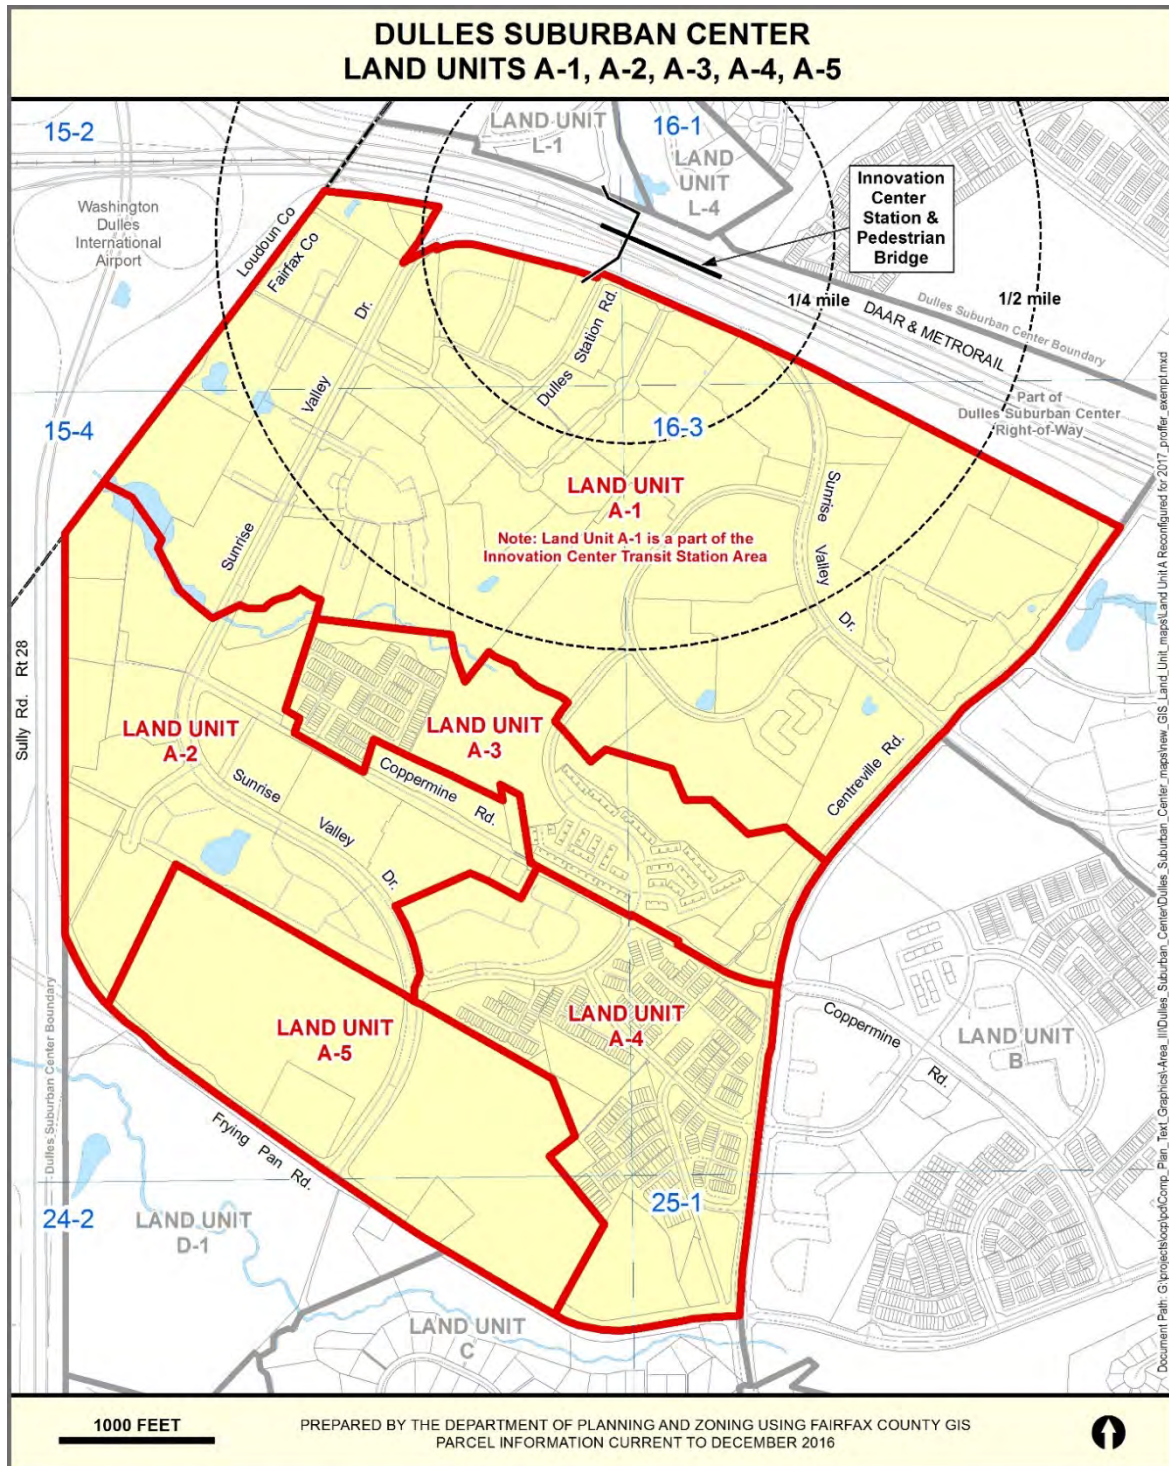 DULLES SUBURBAN CENTER
LAND UNITS A-1, A-2, A-3, A-4, A-5
15-2
LAND UNIT
L-1
16-1
LAND
UNIT
L-4
Innovation
Center
Station &
Pedestrian
Bridge
Washington
Dulles
International
Airport
Loudoun Co
Fairfax Co
1/4 mile
1/2 mile
Dulles Suburban Center Boundary
DAAR & METRORAIL
Part of
Dulles Suburban Center
Right-of-Way
Dulles Station Rd.
Sunrise Valley Dr.
15-4
16-3
LAND UNIT
A-1
Note: Land Unit A-1 is a part of the
Innovation Center Transit Station Area
Sunrise Valley Dr.
Sully Rd. Rt 28
LAND UNIT
A-2
LAND UNIT
A-3
Centreville Rd.
Coppermine Rd.
Sunrise Valley Dr.
Dulles Suburban Center Boundary
LAND UNIT
A-5
LAND UNIT
A-4
Coppermine Rd.
LAND UNIT
B
Frying Pan Rd.
24-2
LAND UNIT
D-1
25-1
LAND UNIT
C
1000 FEET
PREPARED BY THE DEPARTMENT OF PLANNING AND ZONING USING FAIRFAX COUNTY GIS
PARCEL INFORMATION CURRENT TO DECEMBER 2016